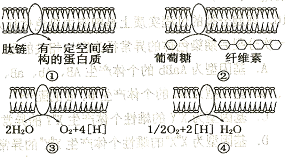 肽链 有一定空间结
构的蛋白质
①
葡萄糖 纤维素
②
2H₂O O₂+4[H]
③
1/2O₂+2[H] H₂O
④